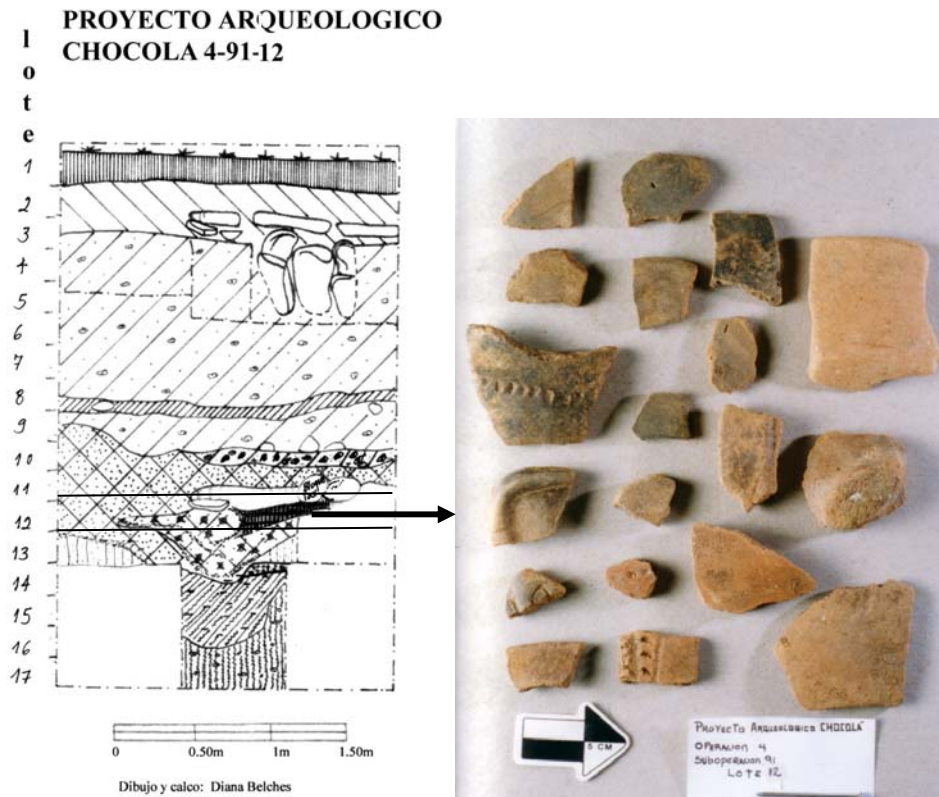 PROYECTO ARQUEOLOGICO
CHOCOLA 4-91-12
lote
1
2
3
4
5
6
7
8
9
10
11
12
13
14
15
16
17
0 0.50m 1m 1.50m
Dibujo y calco: Diana Belches
5 CM
PROYECTO ARQUEOLOGICO CHOCOLÁ
OPERACION 4
SUBOPERACION 91
LOTE 12